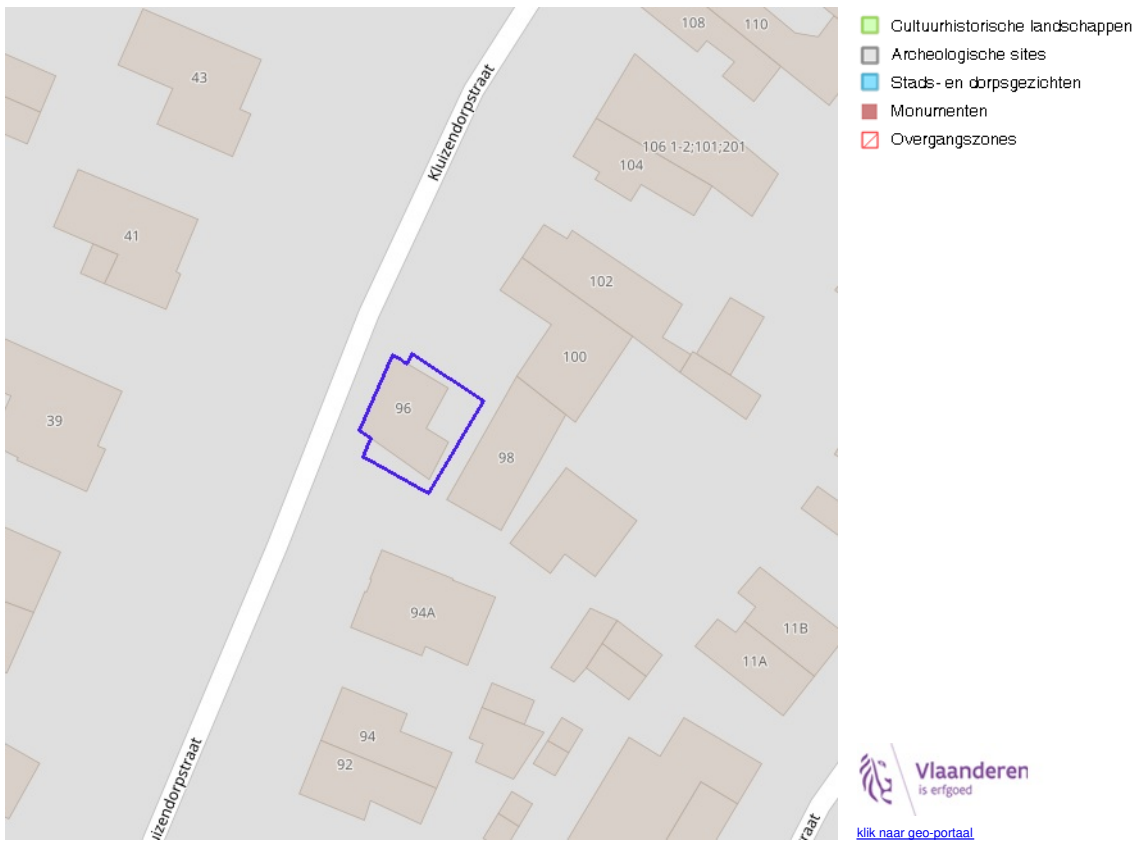 108
110
43
Kluizendorpstraat
106 1-2;101;201
104
41
102
100
39
96
98
94A
11B
11A
94
92
uizendorpstraat
raat
Cultuurhistorische landschappen
Archeologische sites
Stads- en dorpsgezichten
Monumenten
Overgangszones
Vlaanderen
is erfgoed
klik naar geo-portaal